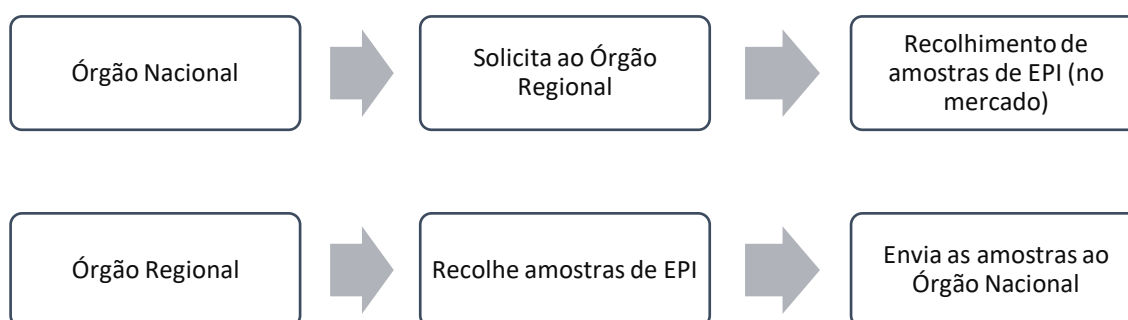 Órgão Nacional
Solicita ao Órgão
Regional
Recolhimento de
amostras de EPI (no
mercado)
Órgão Regional
Recolhe amostras de EPI
Envia as amostras ao
Órgão Nacional